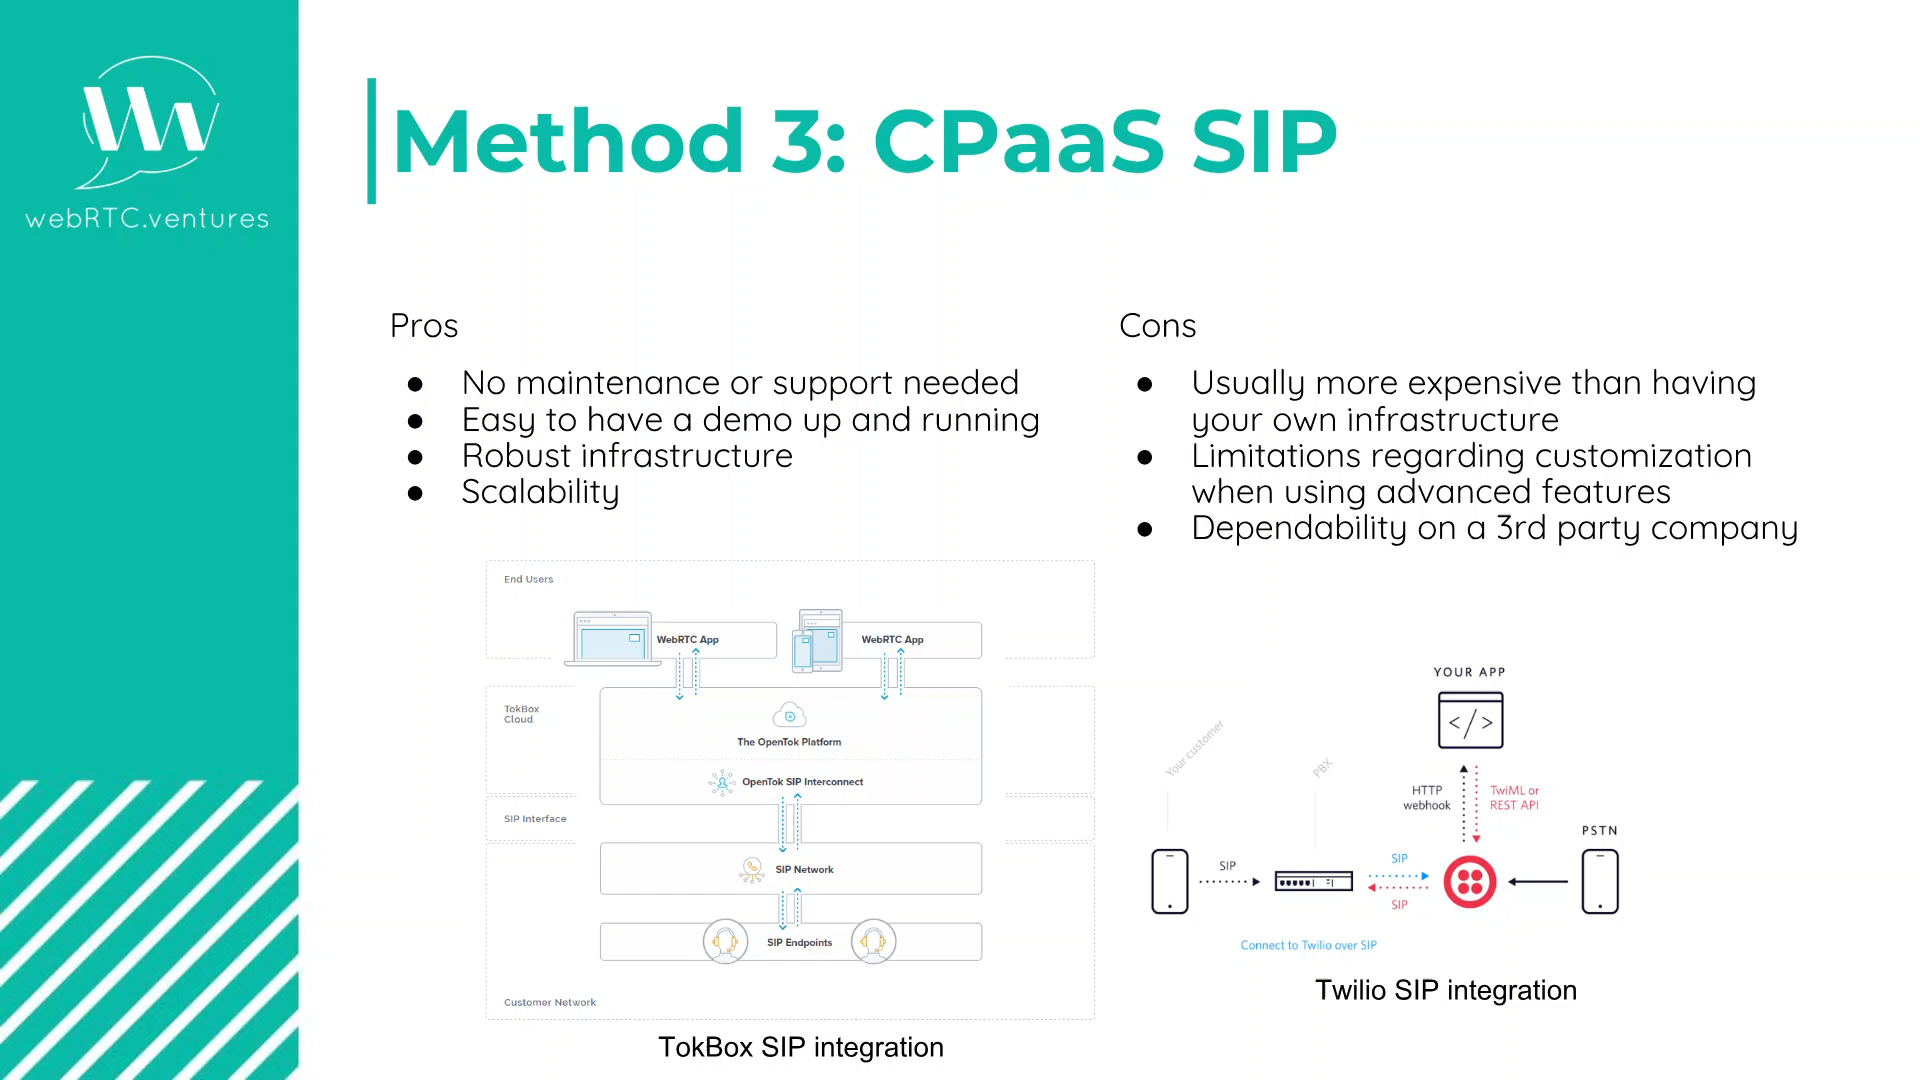 webRTC.ventures
Method 3: CPaaS SIP
Pros
● No maintenance or support needed
● Easy to have a demo up and running
● Robust infrastructure
● Scalability
Cons
● Usually more expensive than having
your own infrastructure
● Limitations regarding customization
when using advanced features
● Dependability on a 3rd party company
End Users
WebRTC App
WebRTC App
TokBox
Cloud
The OpenTok Platform
OpenTok SIP Interconnect
SIP Interface
SIP Network
SIP Endpoints
Customer Network
TokBox SIP integration
YOUR APP
</>
Your customer
PBX
HTTP
webhook
TwiML or
REST API
PSTN
SIP
SIP
SIP
Connect to Twilio over SIP
Twilio SIP integration